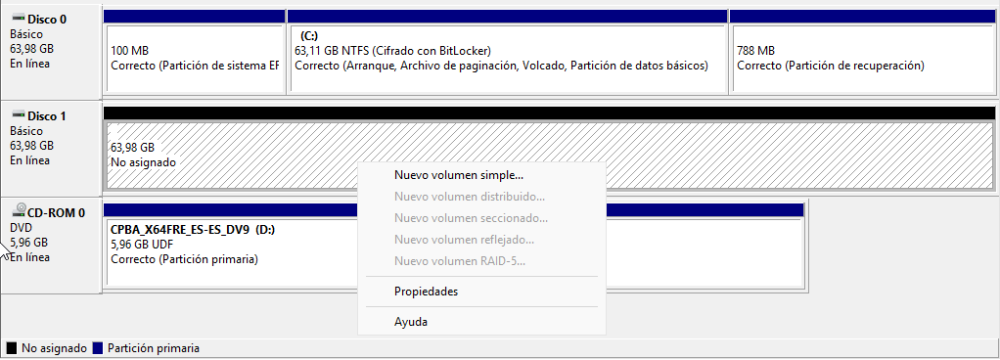 Disco 0
Básico
63,98 GB
En línea
100 MB
Correcto (Partición de sistema EF
(C:)
63,11 GB NTFS (Cifrado con BitLocker)
Correcto (Arranque, Archivo de paginación, Volcado, Partición de datos básicos)
788 MB
Correcto (Partición de recuperación)
Disco 1
Básico
63,98 GB
En línea
63,98 GB
No asignado
Nuevo volumen simple...
Nuevo volumen distribuido...
Nuevo volumen seccionado...
Nuevo volumen reflejado...
Nuevo volumen RAID-5...
Propiedades
Ayuda
CD-ROM 0
DVD
5,96 GB
En línea
CPBA_X64FRE_ES-ES_DV9 (D:)
5,96 GB UDF
Correcto (Partición primaria)
No asignado
Partición primaria